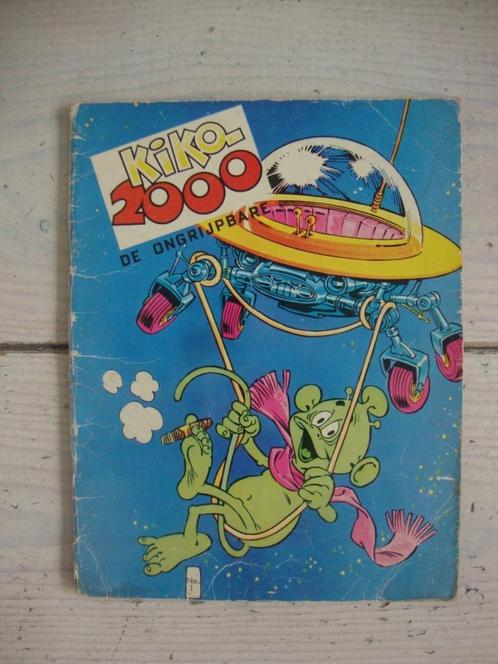 KiKO-
2000
DE ONGRIJPBARE
No.
1